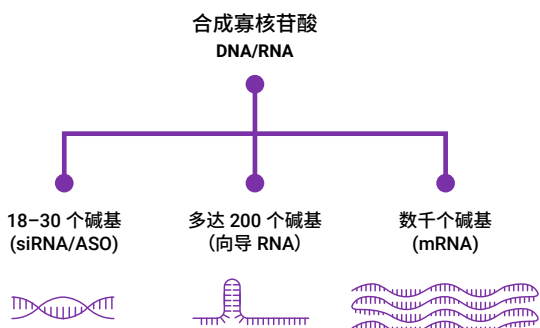 合成寡核苷酸
DNA/RNA
18–30 个碱基
(siRNA/ASO)
多达 200 个碱基
（向导 RNA）
数千个碱基
(mRNA)